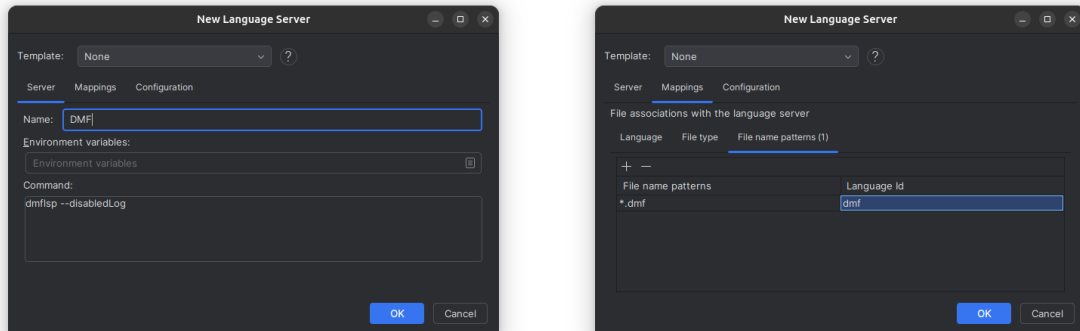 New Language Server
Template: None ?
Server Mappings Configuration
Name: DMF
Environment variables:
Environment variables
Command:
dmflsp --disabledLog
OK Cancel
New Language Server
Template: None ?
Server Mappings Configuration
File associations with the language server
Language File type File name patterns (1)
File name patterns Language Id
*.dmf dmf
OK Cancel